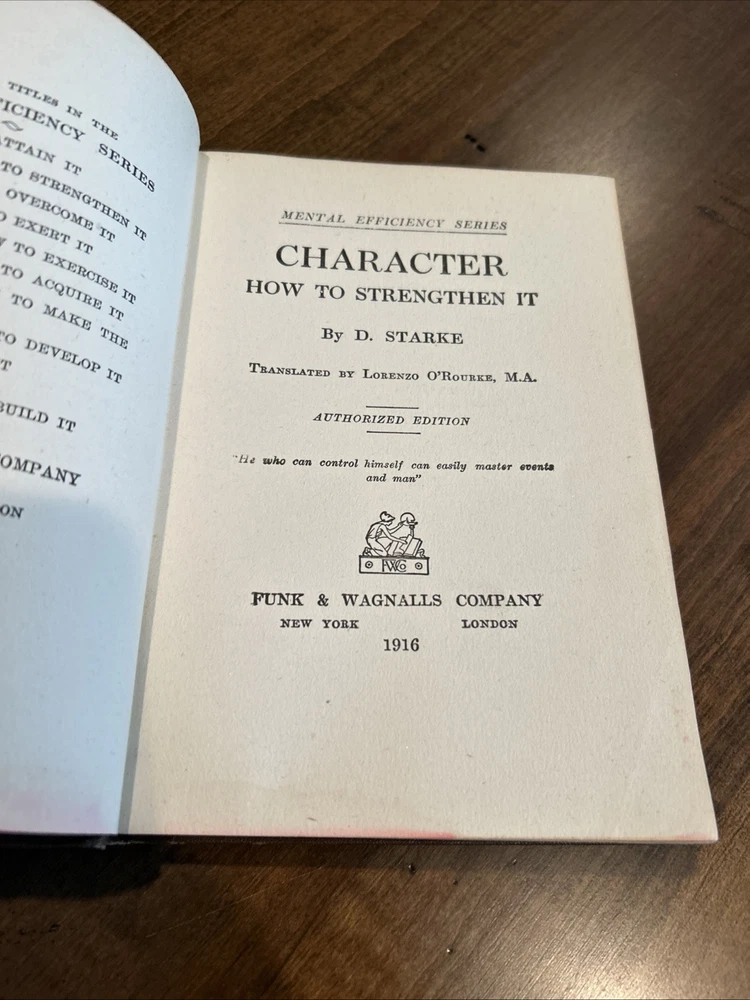 TITLES IN THE
SERIES
ATTAIN IT
TO STRENGTHEN IT
OVERCOME IT
EXERT IT
TO EXERCISE IT
TO ACQUIRE IT
TO MAKE THE
TO DEVELOP IT
BUILD IT
COMPANY
MENTAL EFFICIENCY SERIES
CHARACTER
HOW TO STRENGTHEN IT
By D. STARKE
TRANSLATED BY LORENZO O'ROURKE, M.A.
AUTHORIZED EDITION
"He who can control himself can easily master events
and man"
F W Co
FUNK & WAGNALLS COMPANY
NEW YORK LONDON
1916